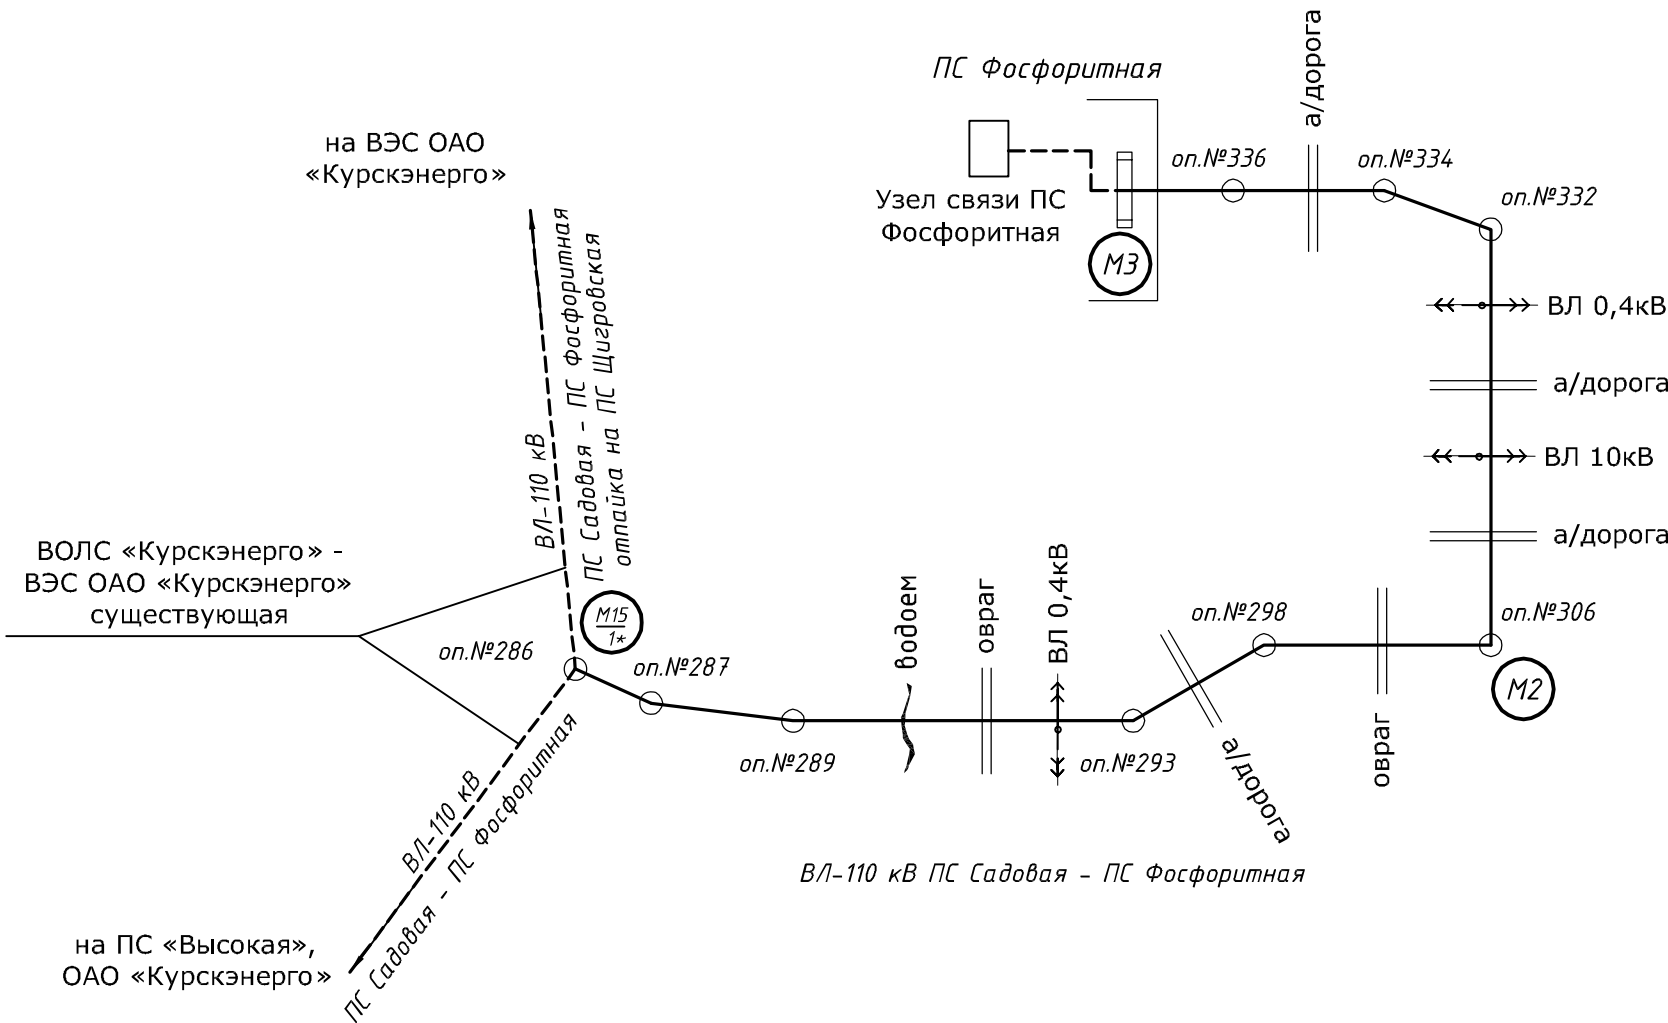 ПС Фосфоритная
а/дорога
на ВЭС ОАО
«Курскэнерго»
оп.№336
оп.№334
Узел связи ПС
Фосфоритная
оп.№332
М3
ВЛ 0,4кВ
а/дорога
ВЛ 10кВ
а/дорога
ВЛ-110 кВ
ПС Садовая - ПС Фосфоритная
отпайка на ПС Щигровская
ВОЛС «Курскэнерго» -
ВЭС ОАО «Курскэнерго»
существующая
М15
1*
оп.№286
оп.№287
водоем
овраг
ВЛ 0,4кВ
оп.№298
оп.№306
М2
оп.№289
оп.№293
а/дорога
овраг
ВЛ-110 кВ
ПС Садовая - ПС Фосфоритная
ВЛ-110 кВ ПС Садовая - ПС Фосфоритная
на ПС «Высокая»,
ОАО «Курскэнерго»